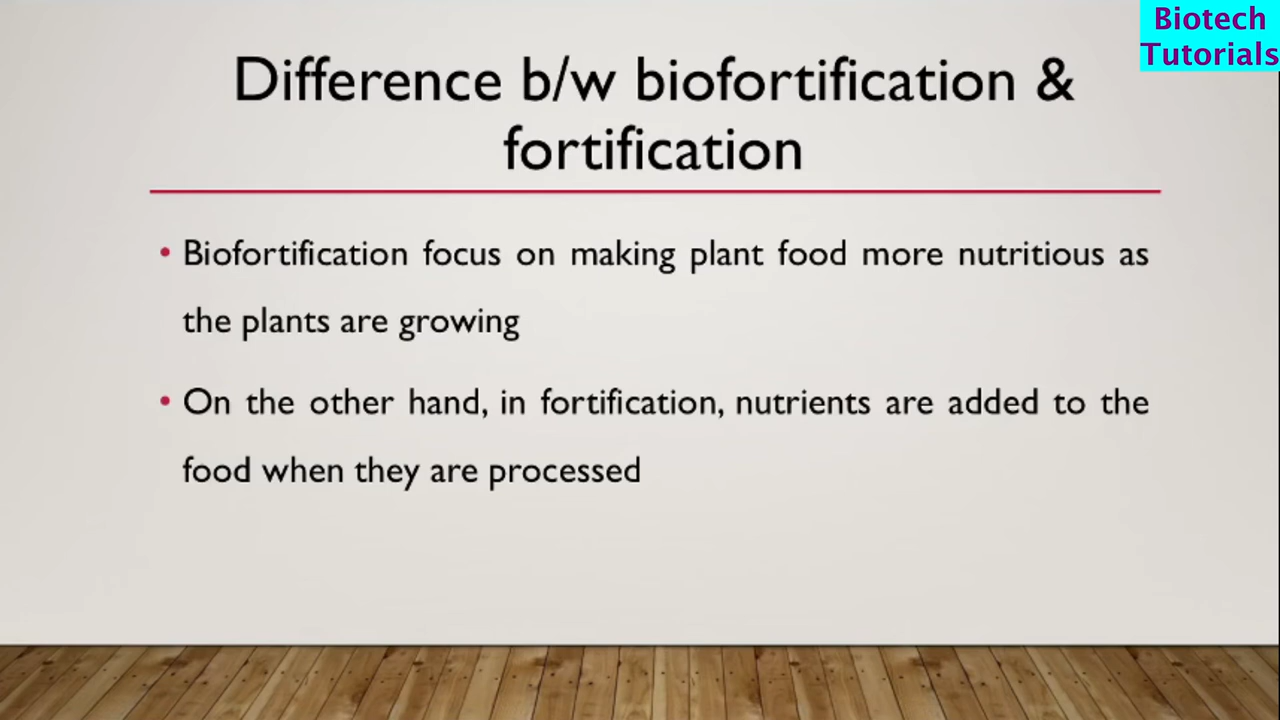 Biotech
Tutorials
Difference b/w biofortification &
fortification
• Biofortification focus on making plant food more nutritious as
the plants are growing
• On the other hand, in fortification, nutrients are added to the
food when they are processed